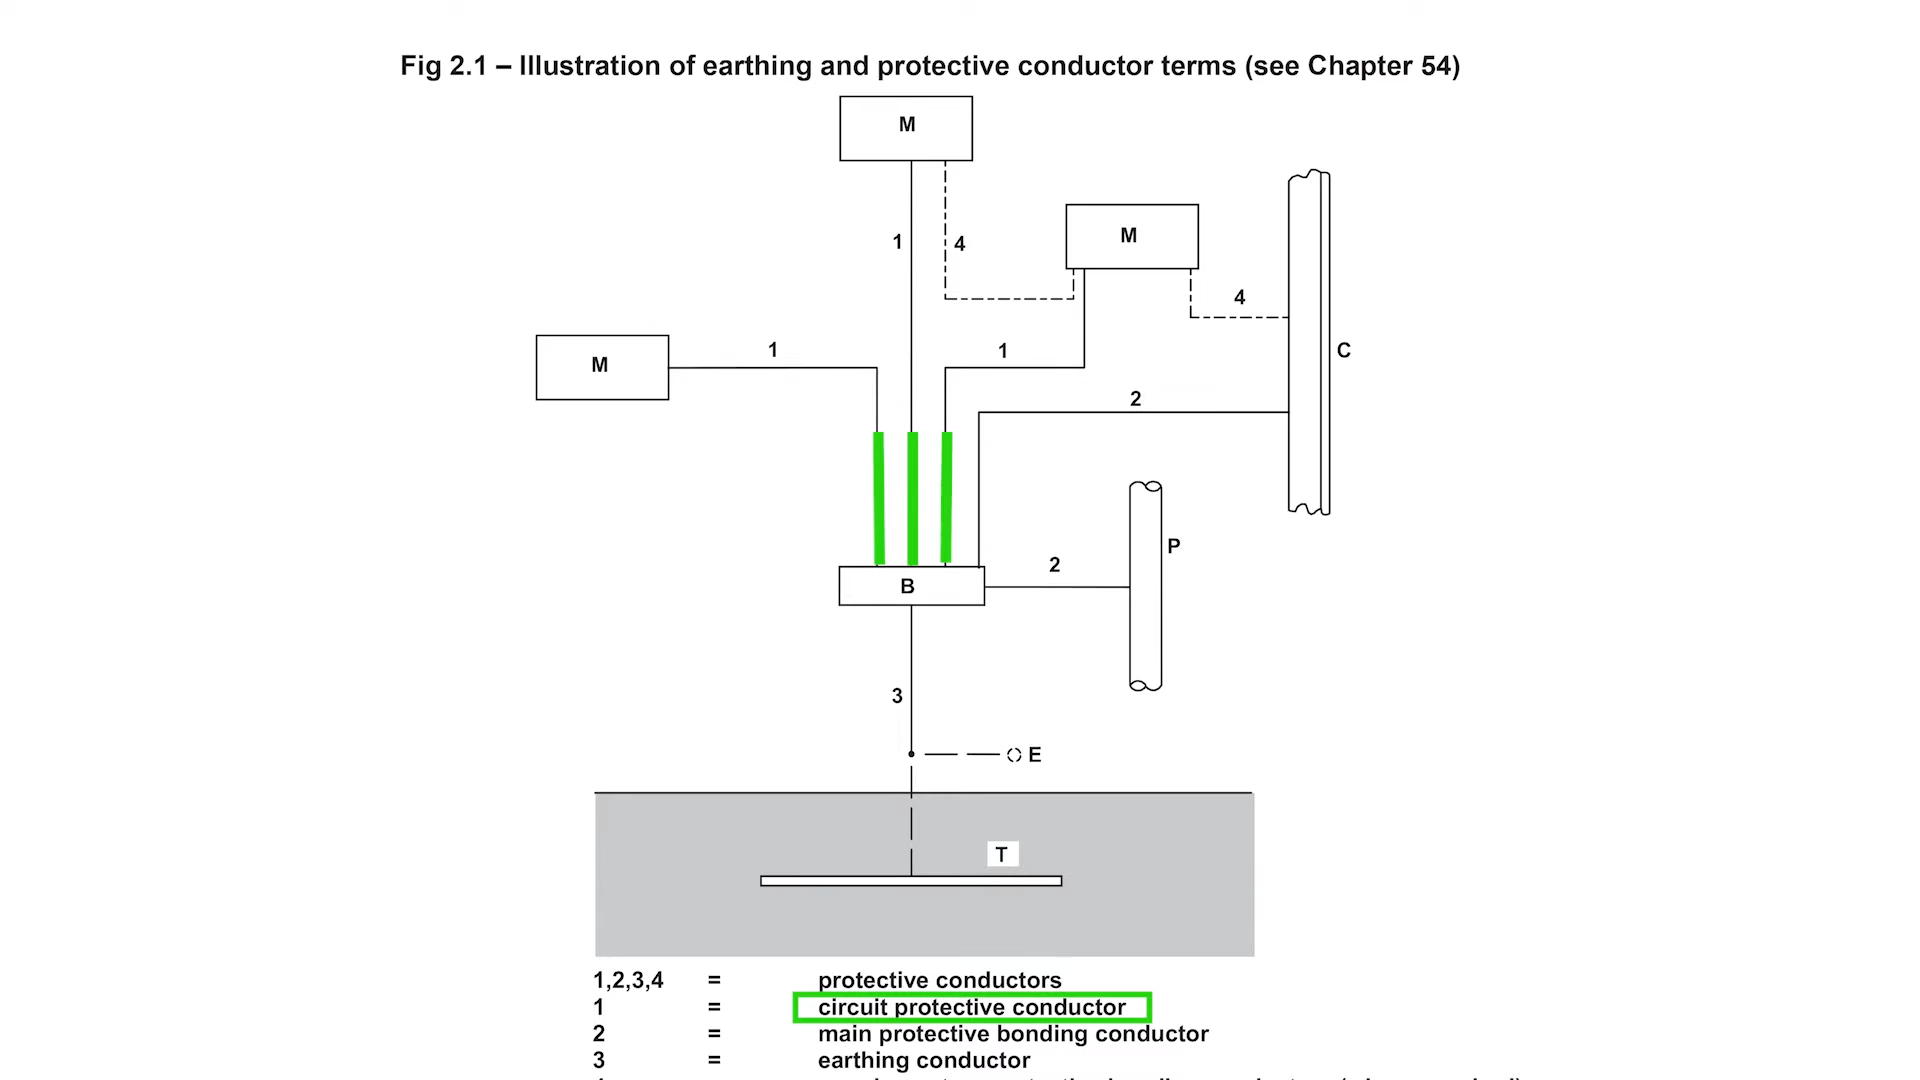 Fig 2.1 – Illustration of earthing and protective conductor terms (see Chapter 54)
M
M
1
4
4
M
1
1
C
2
P
2
B
3
E
T
1,2,3,4 = protective conductors
1 = circuit protective conductor
2 = main protective bonding conductor
3 = earthing conductor